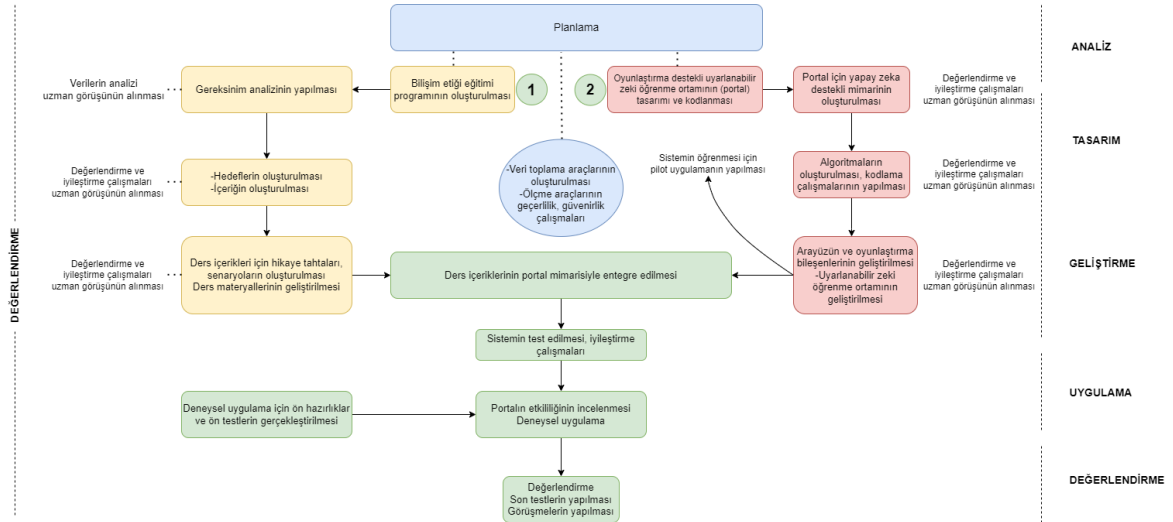 Planlama
ANALİZ
Verilerin analizi
uzman görüşünün alınması
Gereksinim analizinin yapılması
Bilişim etiği eğitimi
programının oluşturulması
1
2
Oyunlaştırma destekli uyarlanabilir
zeki öğrenme ortamının (portal)
tasarımı ve kodlanması
Portal için yapay zeka
destekli mimarinin
oluşturulması
Değerlendirme ve
iyileştirme çalışmaları
uzman görüşünün alınması
TASARIM
Değerlendirme ve
iyileştirme çalışmaları
uzman görüşünün alınması
-Hedeflerin oluşturulması
-İçeriğin oluşturulması
-Veri toplama araçlarının
oluşturulması
-Ölçme araçlarının
geçerlilik, güvenirlik
çalışmaları
Sistemin öğrenmesi için
pilot uygulamanın yapılması
Algoritmaların
oluşturulması, kodlama
çalışmalarının yapılması
Değerlendirme ve
iyileştirme çalışmaları
uzman görüşünün alınması
DEĞERLENDİRME
Değerlendirme ve
iyileştirme çalışmaları
uzman görüşünün alınması
Ders içerikleri için hikaye tahtaları,
senaryoların oluşturulması
Ders materyallerinin geliştirilmesi
Ders içeriklerinin portal mimarisiyle entegre edilmesi
Arayüzün ve oyunlaştırma
bileşenlerinin geliştirilmesi
-Uyarlanabilir zeki
öğrenme ortamının
geliştirilmesi
Değerlendirme ve
iyileştirme çalışmaları
uzman görüşünün alınması
GELİŞTİRME
Sistemin test edilmesi, iyileştirme
çalışmaları
Deneysel uygulama için ön hazırlıklar
ve ön testlerin gerçekleştirilmesi
Portalın etkililiğinin incelenmesi
Deneysel uygulama
UYGULAMA
Değerlendirme
Son testlerin yapılması
Görüşmelerin yapılması
DEĞERLENDİRME